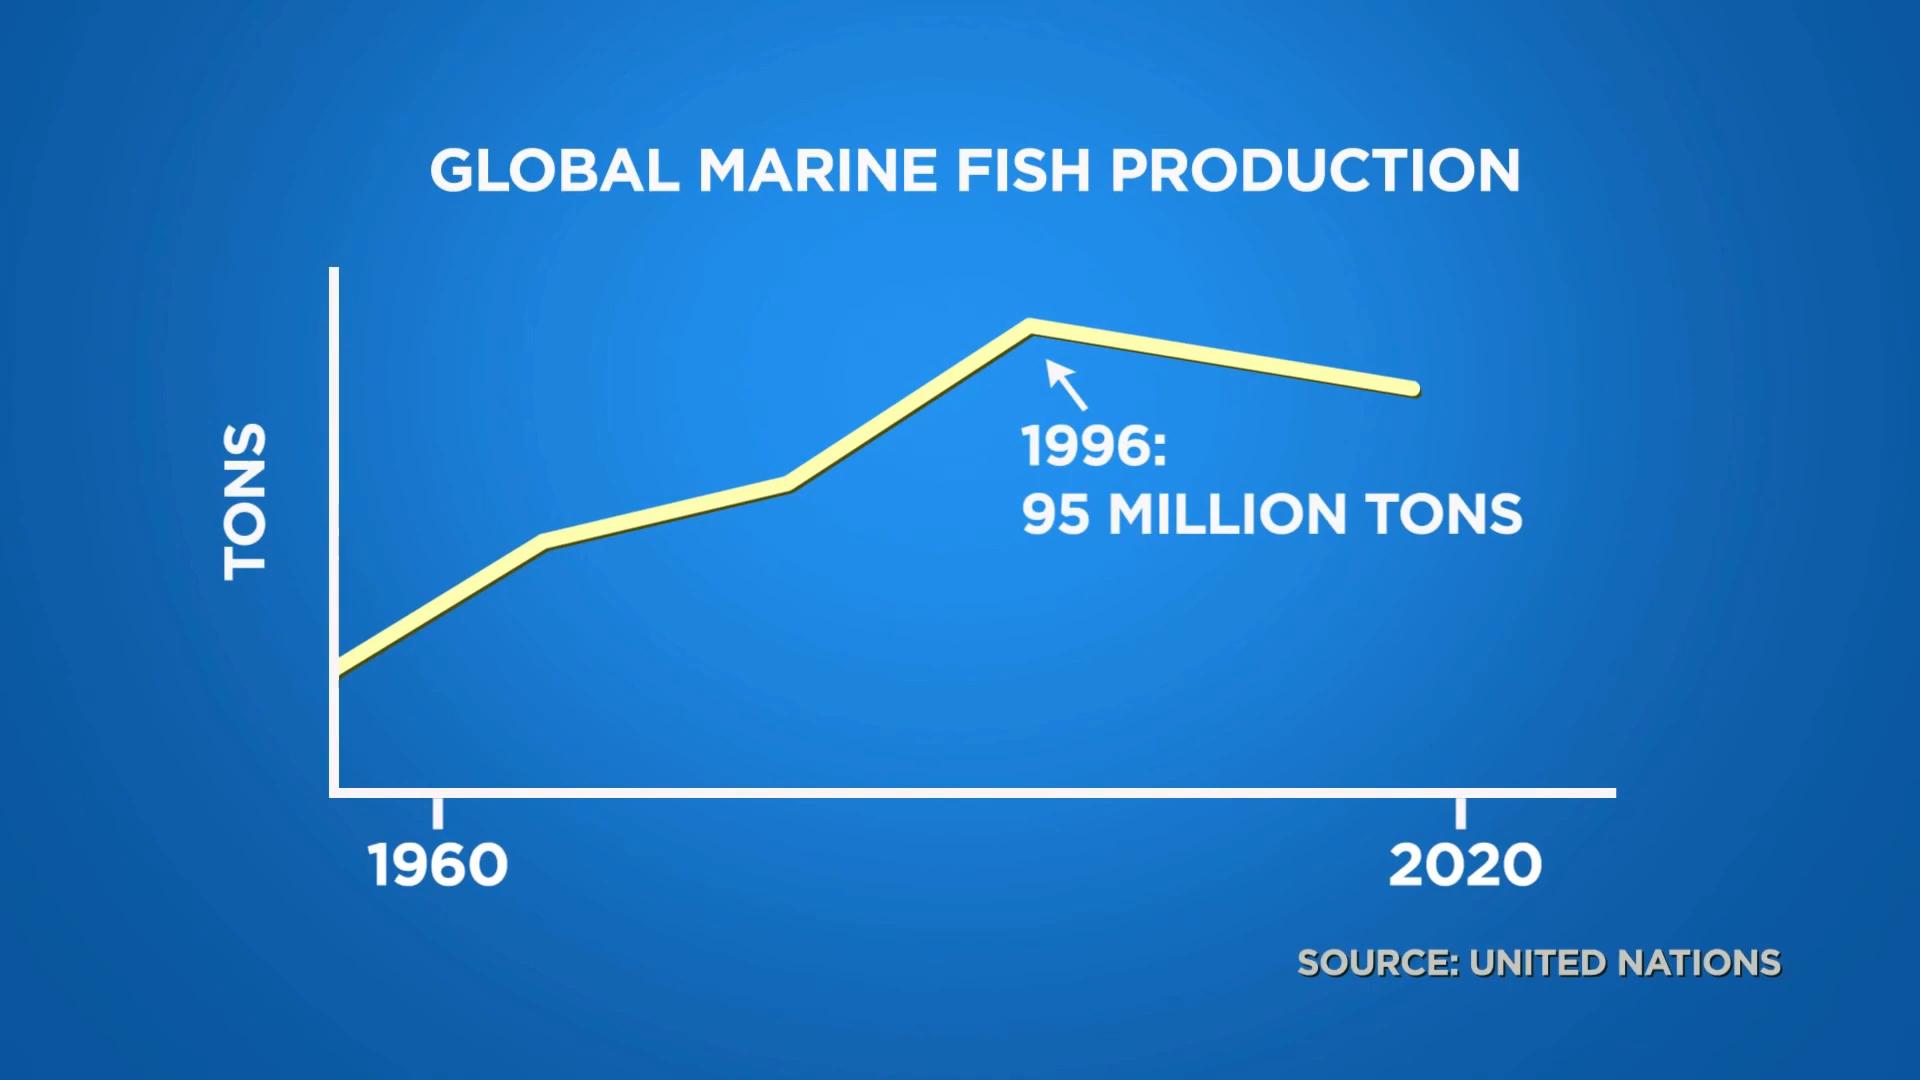 GLOBAL MARINE FISH PRODUCTION
TONS
1996:
95 MILLION TONS
1960
2020
SOURCE: UNITED NATIONS